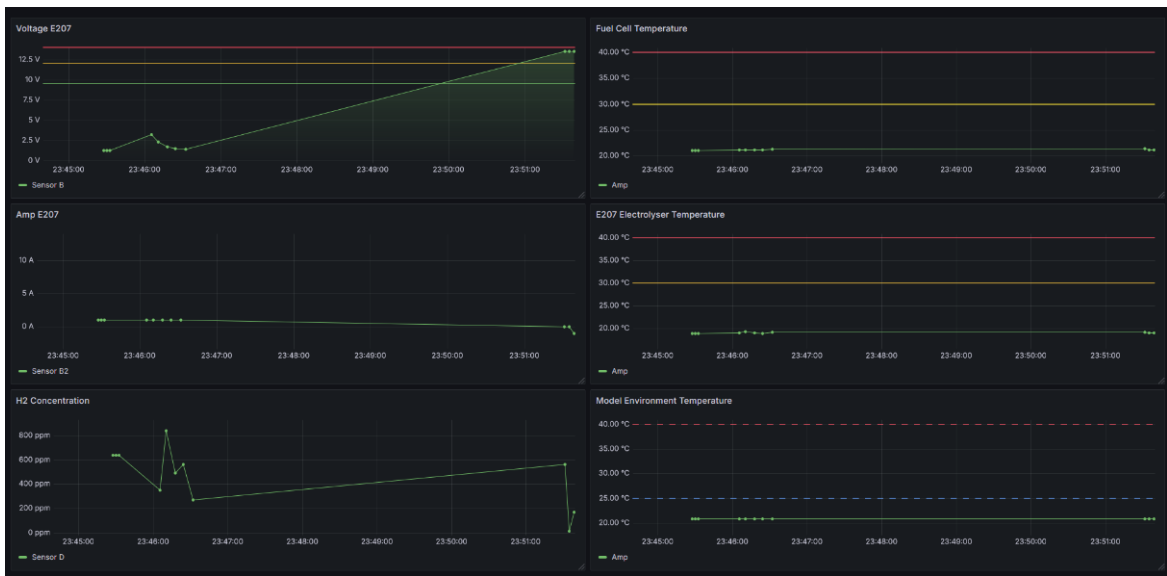 Voltage E207
12.5 V
10 V
7.5 V
5 V
2.5 V
0 V
23:45:00 23:46:00 23:47:00 23:48:00 23:49:00 23:50:00 23:51:00
Sensor B
Fuel Cell Temperature
40.00 °C
35.00 °C
30.00 °C
25.00 °C
20.00 °C
23:45:00 23:46:00 23:47:00 23:48:00 23:49:00 23:50:00 23:51:00
Amp
Amp E207
10 A
5 A
0 A
23:45:00 23:46:00 23:47:00 23:48:00 23:49:00 23:50:00 23:51:00
Sensor B2
E207 Electrolyser Temperature
40.00 °C
35.00 °C
30.00 °C
25.00 °C
20.00 °C
23:45:00 23:46:00 23:47:00 23:48:00 23:49:00 23:50:00 23:51:00
Amp
H2 Concentration
800 ppm
600 ppm
400 ppm
200 ppm
0 ppm
23:45:00 23:46:00 23:47:00 23:48:00 23:49:00 23:50:00 23:51:00
Sensor D
Model Environment Temperature
40.00 °C
35.00 °C
30.00 °C
25.00 °C
20.00 °C
23:45:00 23:46:00 23:47:00 23:48:00 23:49:00 23:50:00 23:51:00
Amp